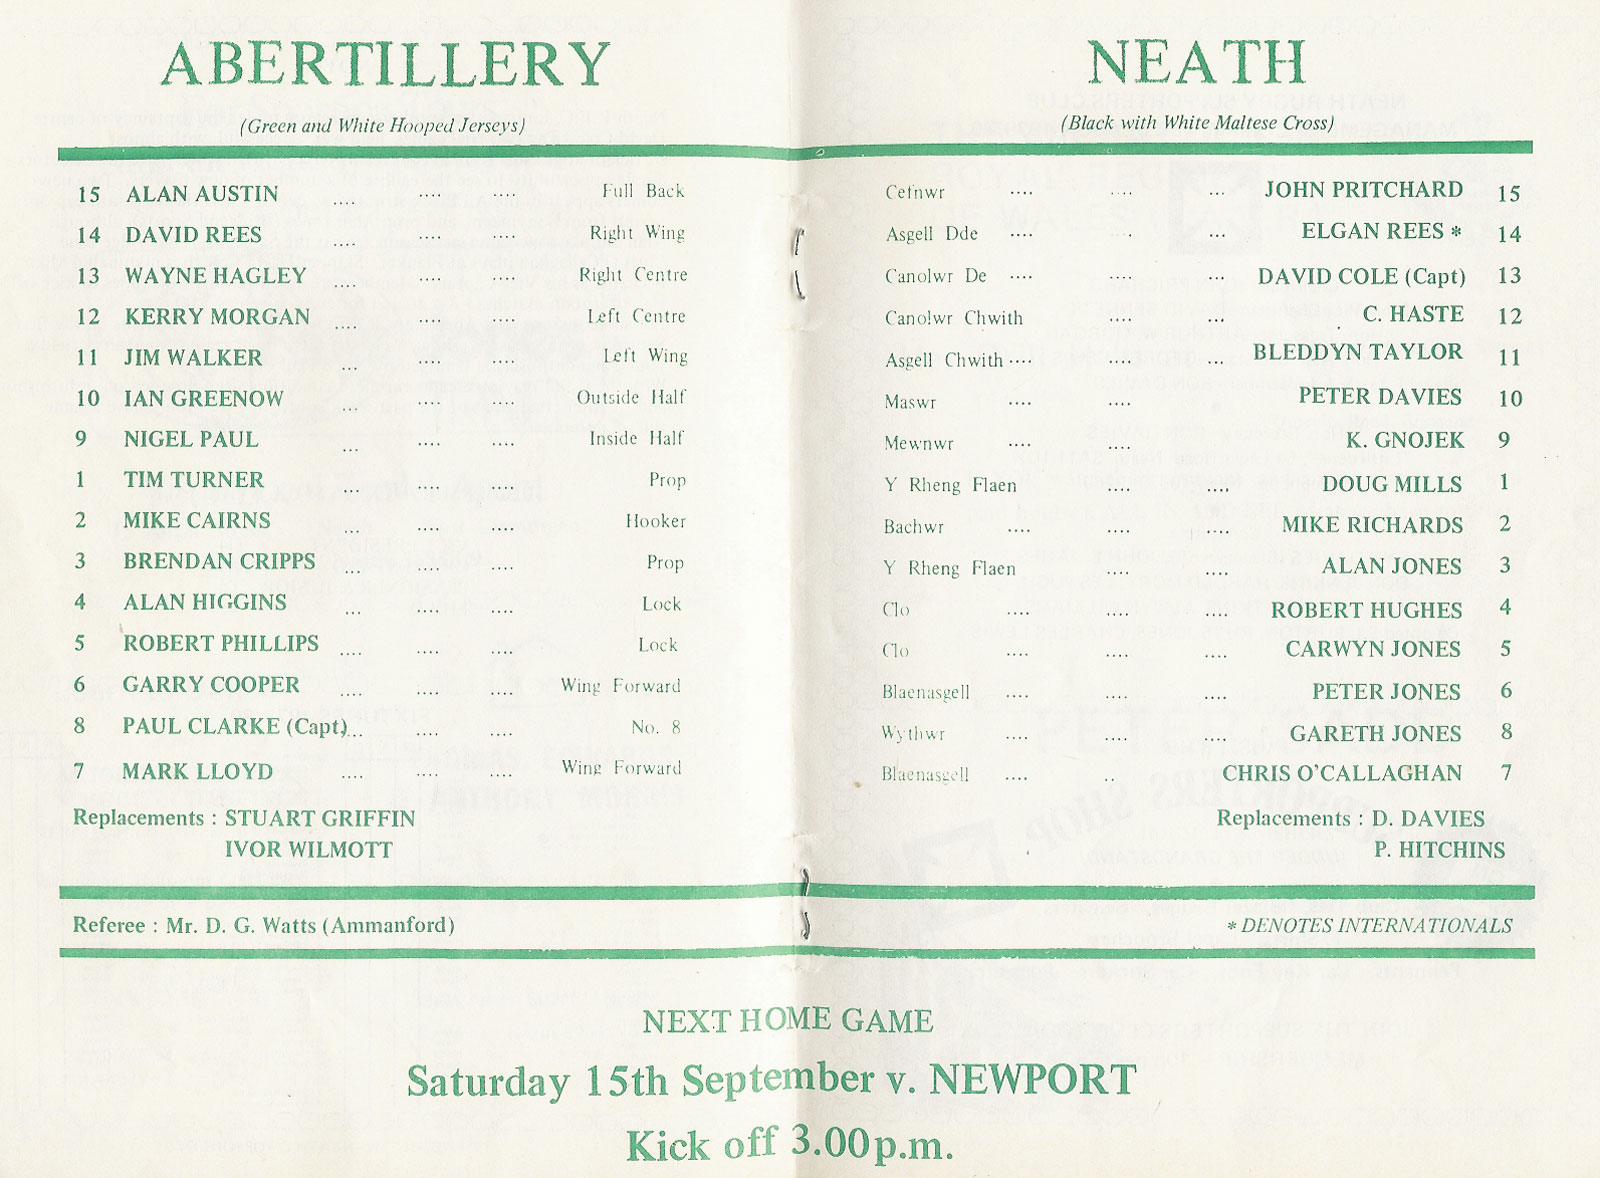 ABERTILLERY
(Green and White Hooped Jerseys)
15 ALAN AUSTIN .... .... .... Full Back
14 DAVID REES .... .... .... Right Wing
13 WAYNE HAGLEY .... .... .... Right Centre
12 KERRY MORGAN .... .... .... Left Centre
11 JIM WALKER ... .... .... Left Wing
10 IAN GREENOW ... .... .... Outside Half
9 NIGEL PAUL ... .... .... Inside Half
1 TIM TURNER ... .... .... Prop
2 MIKE CAIRNS ... .... .... Hooker
3 BRENDAN CRIPPS ... .... .... Prop
4 ALAN HIGGINS ... .... .... Lock
5 ROBERT PHILLIPS .... .... .... Lock
6 GARRY COOPER .... .... .... Wing Forward
8 PAUL CLARKE (Capt)... .... .... No. 8
7 MARK LLOYD .... .... .... Wing Forward
Replacements : STUART GRIFFIN
IVOR WILMOTT
Referee : Mr. D. G. Watts (Ammanford)
NEATH
(Black with White Maltese Cross)
Cefnwr .... .... ... JOHN PRITCHARD 15
Asgell Dde .... .... ... ELGAN REES * 14
Canolwr De .... .... ... DAVID COLE (Capt) 13
Canolwr Chwith .... ... C. HASTE 12
Asgell Chwith .... .... ... BLEDDYN TAYLOR 11
Maswr .... .... PETER DAVIES 10
Mewnwr .... .... K. GNOJEK 9
Y Rheng Flaen .... .... DOUG MILLS 1
Bachwr .... .... .... MIKE RICHARDS 2
Y Rheng Flaen .... .... ALAN JONES 3
Clo .... .... .... ROBERT HUGHES 4
Clo .... .... .... CARWYN JONES 5
Blaenasgell .... .... .... PETER JONES 6
Wythwr .... .... .... GARETH JONES 8
Blaenasgell .... .. CHRIS O'CALLAGHAN 7
Replacements : D. DAVIES
P. HITCHINS
* DENOTES INTERNATIONALS
NEXT HOME GAME
Saturday 15th September v. NEWPORT
Kick off 3.00p.m.